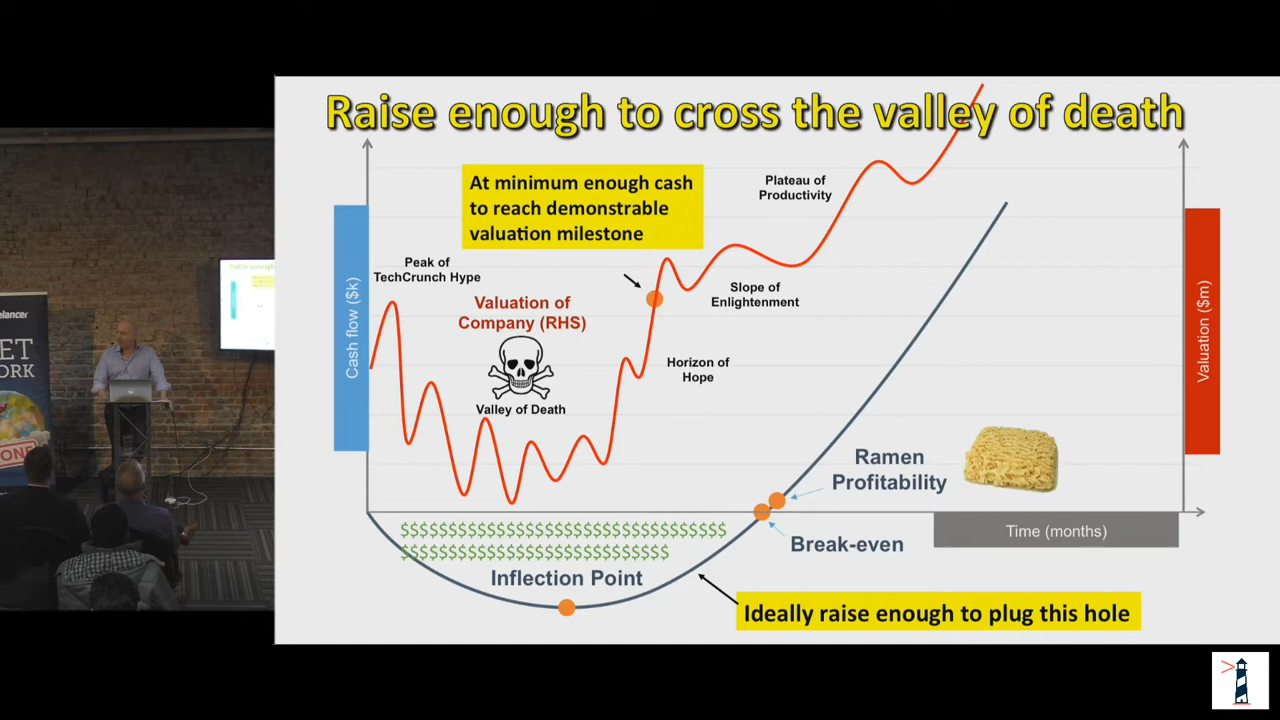 Raise enough to cross the valley of death
At minimum enough cash
to reach demonstrable
valuation milestone
Plateau of
Productivity
Peak of
TechCrunch Hype
Slope of
Enlightenment
Valuation of
Company (RHS)
Cash flow ($k)
Valuation ($m)
Horizon of
Hope
Valley of Death
Ramen
Profitability
$$$$$$$$$$$$$$$$$$$$$$$$$$$$$$$$$$$
$$$$$$$$$$$$$$$$$$$$$$$$$$$$$
Time (months)
Break-even
Inflection Point
Ideally raise enough to plug this hole